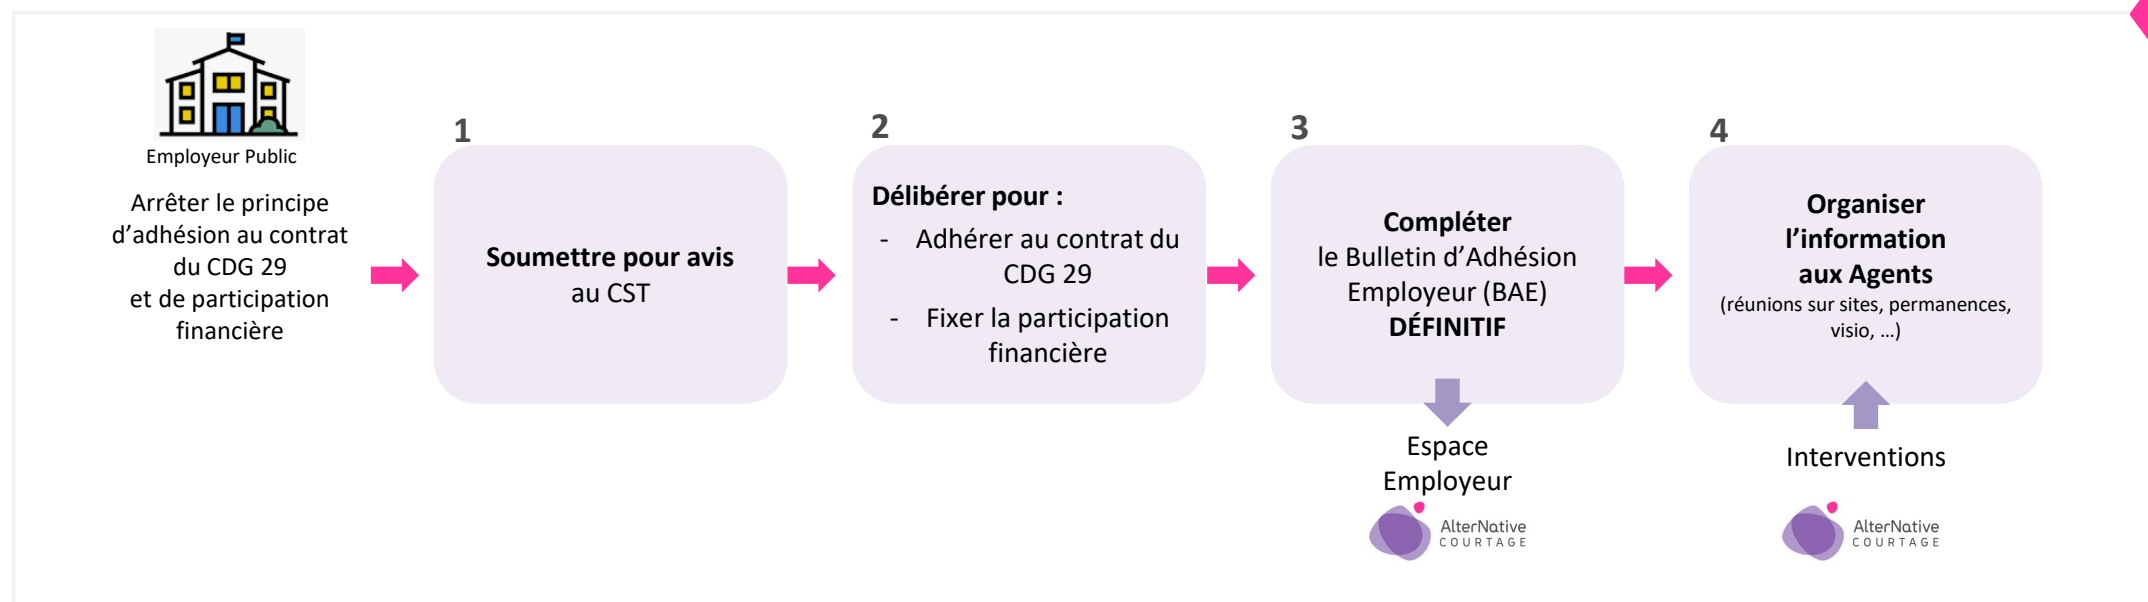 Employeur Public
Arrêter le principe
d’adhésion au contrat
du CDG 29
et de participation
financière
1
Soumettre pour avis
au CST
2
Délibérer pour :
- Adhérer au contrat du
CDG 29
- Fixer la participation
financière
3
Compléter
le Bulletin d’Adhésion
Employeur (BAE)
DÉFINITIF
Espace
Employeur
AlterNative
COURTAGE
4
Organiser
l’information
aux Agents
(réunions sur sites, permanences,
visio, …)
Interventions
AlterNative
COURTAGE